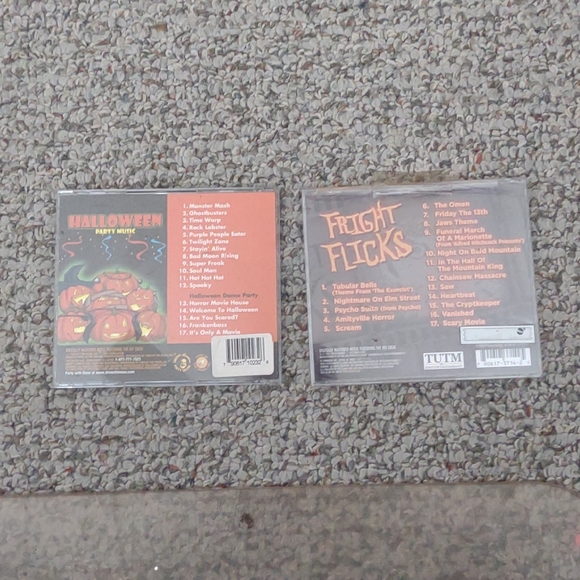 HALLOWEEN
PARTY MUSIC
1. Monster Mash
2. Ghostbusters
3. Time Warp
4. Rock Lobster
5. Purple People Eater
6. Twilight Zone
7. Stayin' Alive
8. Bad Moon Rising
9. Super Freak
10. Soul Man
11. Hot Hot Hot
12. Spooky
Halloween Dance Party
13. Horror Movie House
14. Welcome To Halloween
15. Are You Scared?
16. Frankenbass
17. It's Only A Movie
FRIGHT
FLICKS
1. Tubular Bells
(Theme From "The Exorcist")
2. Nightmare On Elm Street
3. Psycho Suite (From Psycho)
4. Amityville Horror
5. Scream
6. The Omen
7. Friday The 13th
8. Jaws Theme
9. Funeral March
Of A Marionette
(From "Alfred Hitchcock Presents")
10. Night On Bald Mountain
11. In The Hall Of
The Mountain King
12. Chainsaw Massacre
13. Saw
14. Heartbeat
15. The Cryptkeeper
16. Vanished
17. Scary Movie
TUTM